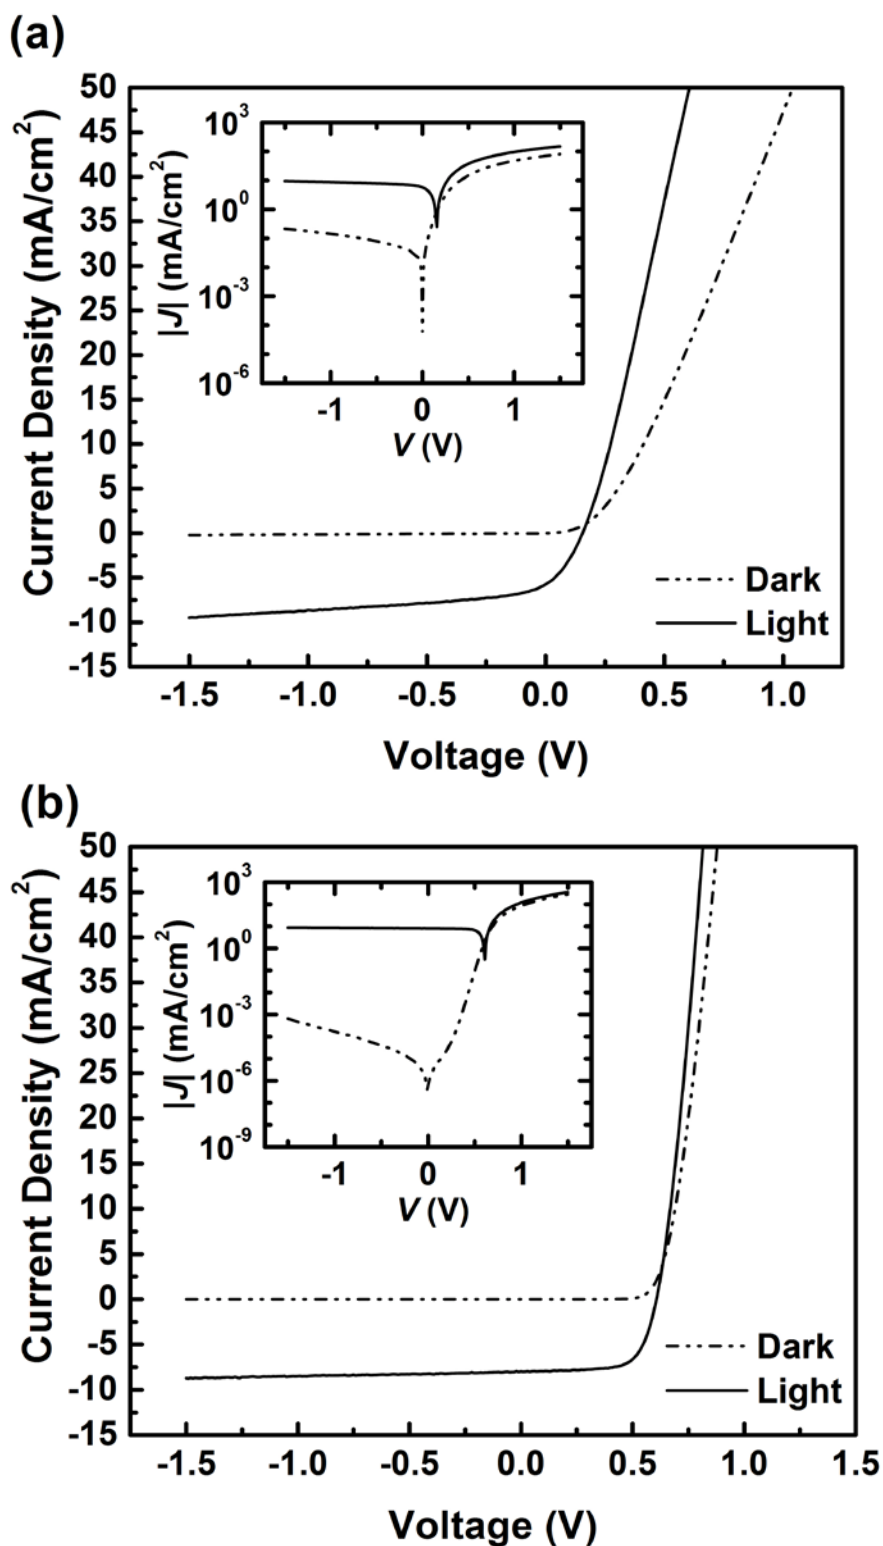 (a)
Current Density (mA/cm²)
50
45
40
35
30
25
20
15
10
5
0
-5
-10
-15
-1.5 -1.0 -0.5 0.0 0.5 1.0
Voltage (V)
|J| (mA/cm²)
10³
10⁰
10⁻³
10⁻⁶
-1 0 1
V (V)
Dark
Light
(b)
Current Density (mA/cm²)
50
45
40
35
30
25
20
15
10
5
0
-5
-10
-15
-1.5 -1.0 -0.5 0.0 0.5 1.0 1.5
Voltage (V)
|J| (mA/cm²)
10³
10⁰
10⁻³
10⁻⁶
10⁻⁹
-1 0 1
V (V)
Dark
Light